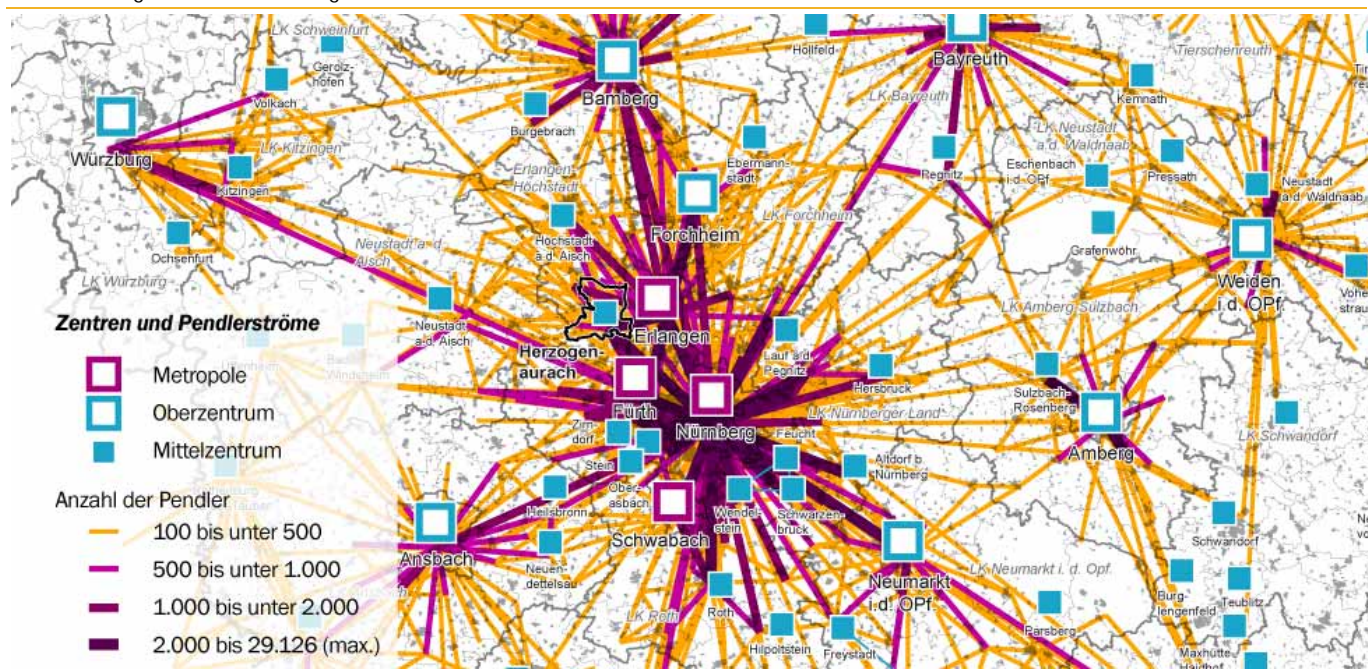 LK Schweinfurt
Gerolz-
hofen
Volkach
Würzburg
LK Kitzingen
Kitzingen
Ochsenfurt
LK Würzburg
Bamberg
Burgebrach
Hollfeld
Bayreuth
LK Bayreuth
Tierschenreuth
Kemnath
LK Neustadt
a.d. Waldnaab
Eschenbach
i.d. OPf.
Pressath
Neustadt
a.d. Waldnaab
Grafenwöhr
Weiden
i.d. OPf.
Ebermann-
stadt
Pegnitz
Erlangen-
Höchstadt
Höchstadt
a.d. Aisch
Forchheim
LK Forchheim
Neustadt a. d.
Aisch
Neustadt
a.d. Aisch
Herzogen-
aurach
Erlangen
Lauf a/d
Pegnitz
Hersbruck
LK Amberg-Sulzbach
Sulzbach-
Rosenberg
Amberg
LK Schwandorf
Fürth
Nürnberg
LK Nürnberger Land
Zirn-
dorf
Stein
Ober-
asbach
Feucht
Altdorf b.
Nürnberg
Heilsbronn
Wendel-
stein
Schwarzen-
bruck
Schwabach
Ansbach
Neuen-
dettelsau
Neumarkt
i.d. OPf.
LK Neumarkt i. d. Opf.
Schwandorf
Burg-
lengenfeld
Teublitz
Maxhütte
Haidhof
Parsberg
LK Roth
Roth
Hilpoltstein
Freystadt
Zentren und Pendlerströme
Metropole
Oberzentrum
Mittelzentrum
Anzahl der Pendler
100 bis unter 500
500 bis unter 1.000
1.000 bis unter 2.000
2.000 bis 29.126 (max.)